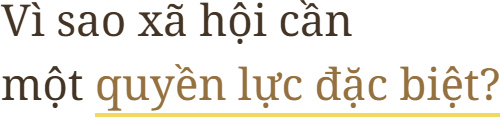 Vì sao xã hội cần
một quyền lực đặc biệt?